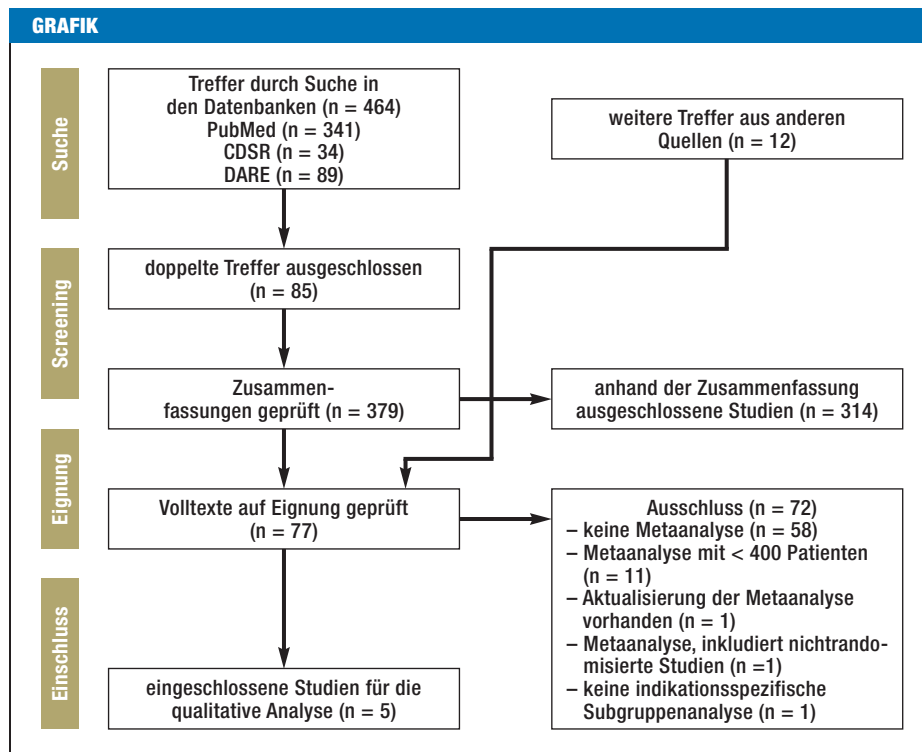 GRAFIK
Suche
Treffer durch Suche in
den Datenbanken (n = 464)
PubMed (n = 341)
CDSR (n = 34)
DARE (n = 89)
weitere Treffer aus anderen
Quellen (n = 12)
Screening
doppelte Treffer ausgeschlossen
(n = 85)
Zusammen-
fassungen geprüft (n = 379)
anhand der Zusammenfassung
ausgeschlossene Studien (n = 314)
Eignung
Volltexte auf Eignung geprüft
(n = 77)
Ausschluss (n = 72)
– keine Metaanalyse (n = 58)
– Metaanalyse mit < 400 Patienten
(n = 11)
– Aktualisierung der Metaanalyse
vorhanden (n = 1)
– Metaanalyse, inkludiert nichtrando-
misierte Studien (n =1)
– keine indikationsspezifische
Subgruppenanalyse (n = 1)
Einschluss
eingeschlossene Studien für die
qualitative Analyse (n = 5)